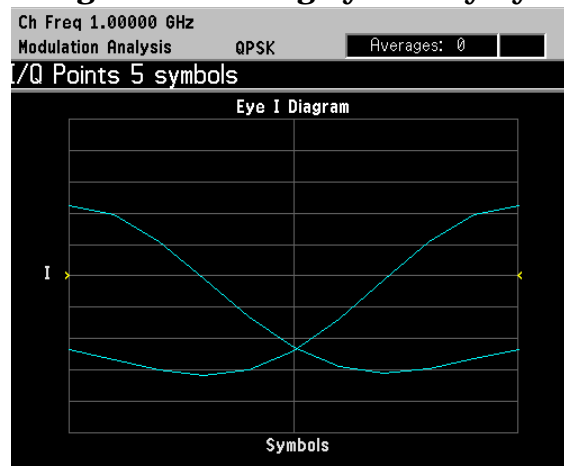 Ch Freq 1.00000 GHz
Modulation Analysis QPSK Averages: 0
I/Q Points 5 symbols
Eye I Diagram
I
Symbols